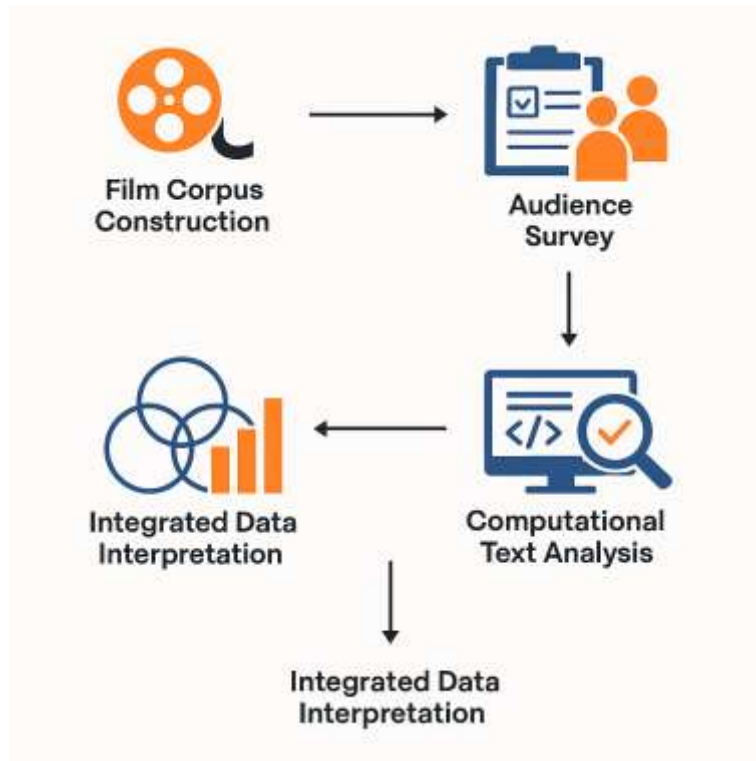 Film Corpus
Construction
Audience
Survey
</>
Computational
Text Analysis
Integrated Data
Interpretation
Integrated Data
Interpretation